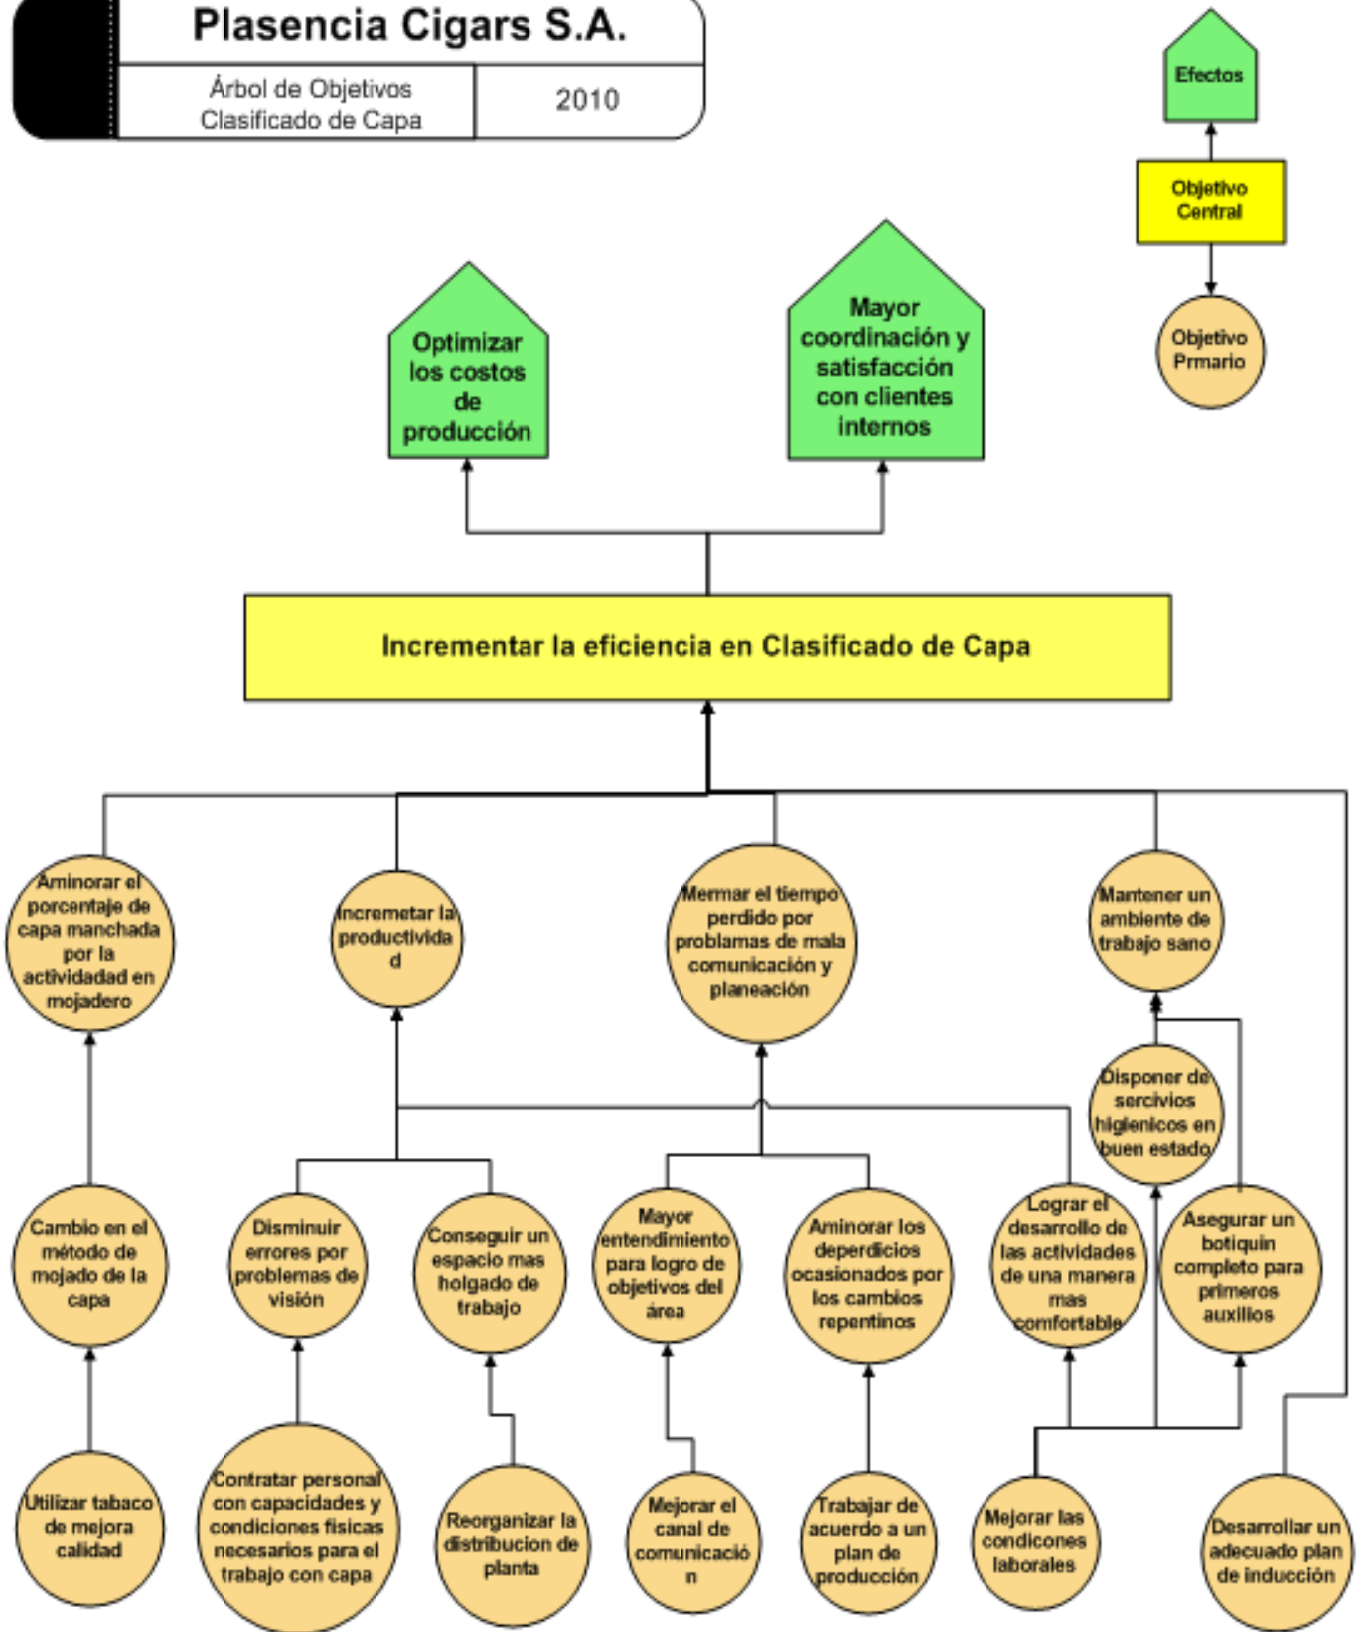 Plasencia Cigars S.A.
Árbol de Objetivos
Clasificado de Capa
2010
Efectos
Objetivo
Central
Objetivo
Prmario
Optimizar
los costos
de
producción
Mayor
coordinación y
satisfacción
con clientes
internos
Incrementar la eficiencia en Clasificado de Capa
Aminorar el
porcentaje de
capa manchada
por la
actividadad en
mojadero
Incremetar la
productivida
d
Mermar el tiempo
perdido por
problamas de mala
comunicación y
planeación
Mantener un
ambiente de
trabajo sano
Disponer de
sercivios
higienicos en
buen estado
Cambio en el
método de
mojado de la
capa
Disminuir
errores por
problemas de
visión
Conseguir un
espacio mas
holgado de
trabajo
Mayor
entendimiento
para logro de
objetivos del
área
Aminorar los
deperdicios
ocasionados por
los cambios
repentinos
Lograr el
desarrollo de
las actividades
de una manera
mas
comfortable
Asegurar un
botiquin
completo para
primeros
auxilios
Utilizar tabaco
de mejora
calidad
Contratar personal
con capacidades y
condiciones fisicas
necesarios para el
trabajo con capa
Reorganizar la
distribucion de
planta
Mejorar el
canal de
comunicació
n
Trabajar de
acuerdo a un
plan de
producción
Mejorar las
condicones
laborales
Desarrollar un
adecuado plan
de inducción